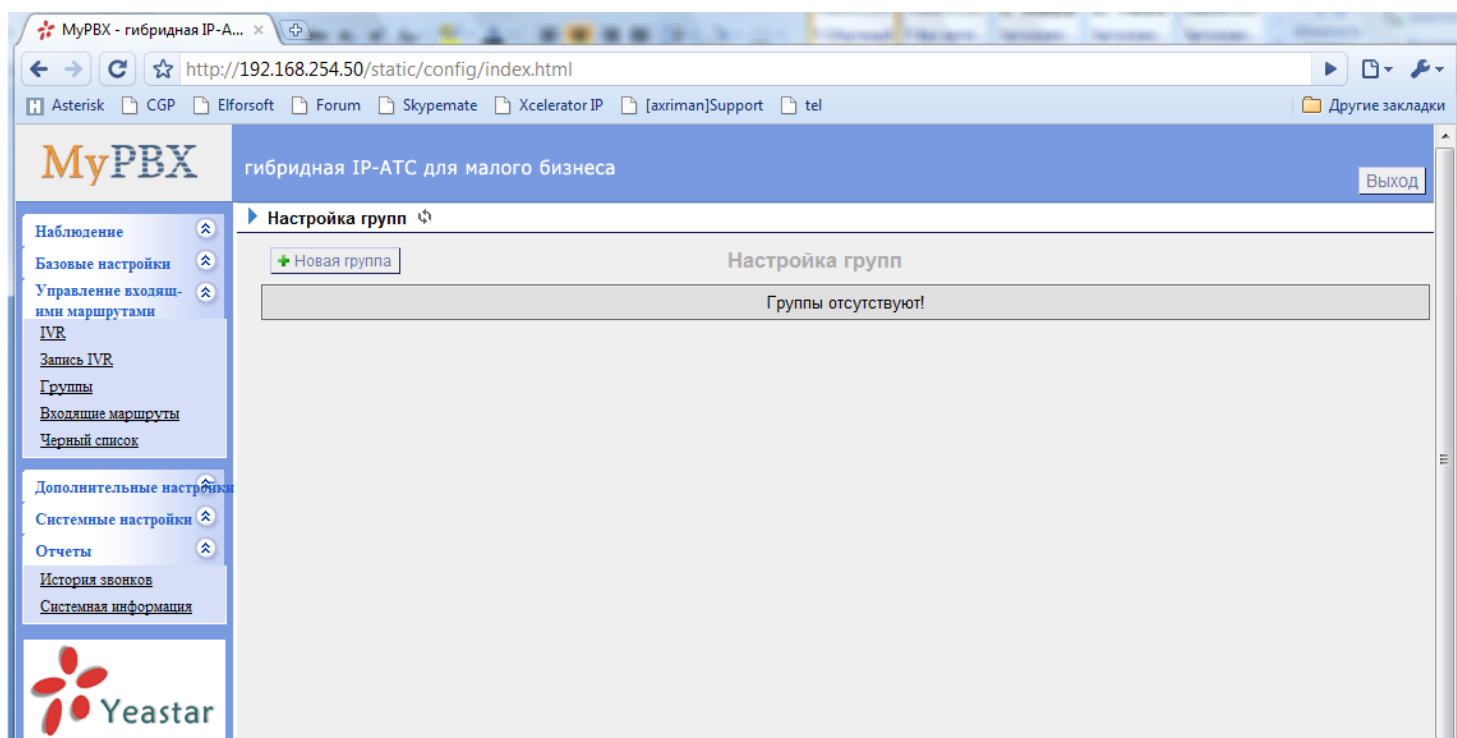 MyPBX - гибридная IP-А...
http://192.168.254.50/static/config/index.html
Asterisk CGP Elforsoft Forum Skypemate Xcelerator IP [axriman]Support tel Другие закладки
MyPBX
гибридная IP-АТС для малого бизнеса
Выход
Наблюдение
Базовые настройки
Управление входящ-
ими маршрутами
IVR
Запись IVR
Группы
Входящие маршруты
Черный список
Дополнительные настройки
Системные настройки
Отчеты
История звонков
Системная информация
Yeastar
Настройка групп
Новая группа
Настройка групп
Группы отсутствуют!